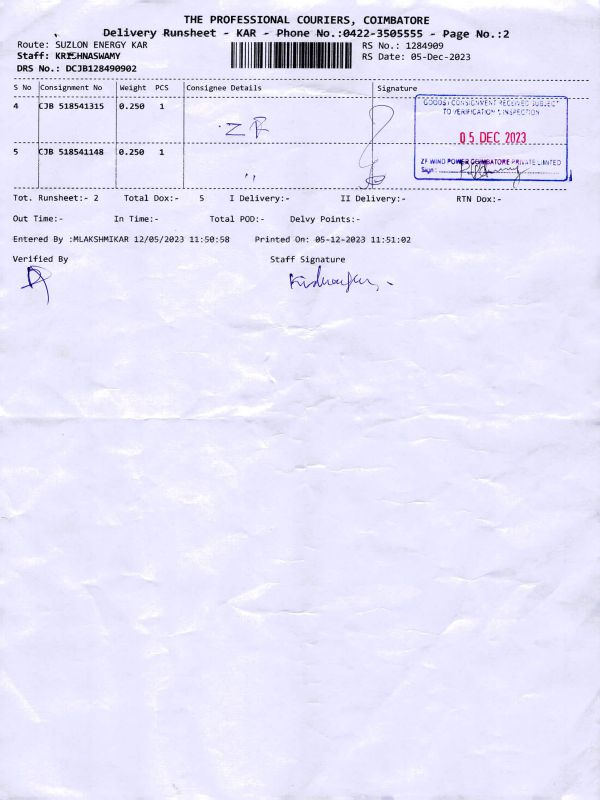 THE PROFESSIONAL COURIERS, COIMBATORE
Delivery Runsheet - KAR - Phone No.:0422-3505555 - Page No.:2
Route: SUZLON ENERGY KAR RS No.: 1284909
Staff: KRISHNASWAMY RS Date: 05-Dec-2023
DRS No.: DCJB128490902
S No Consignment No Weight PCS Consignee Details Signature
4 CJB 518541315 0.250 1 ZF
GOODS / CONSIGNMENT RECEIVED SUBJECT
TO VERIFICATION & INSPECTION
05 DEC 2023
5 CJB 518541148 0.250 1 "
ZF WIND POWER COIMBATORE PRIVATE LIMITED
Sign:
Tot. Runsheet:- 2 Total Dox:- 5 I Delivery:- II Delivery:- RTN Dox:-
Out Time:- In Time:- Total POD:- Delvy Points:-
Entered By :MLAKSHMIKAR 12/05/2023 11:50:58 Printed On: 05-12-2023 11:51:02
Verified By Staff Signature